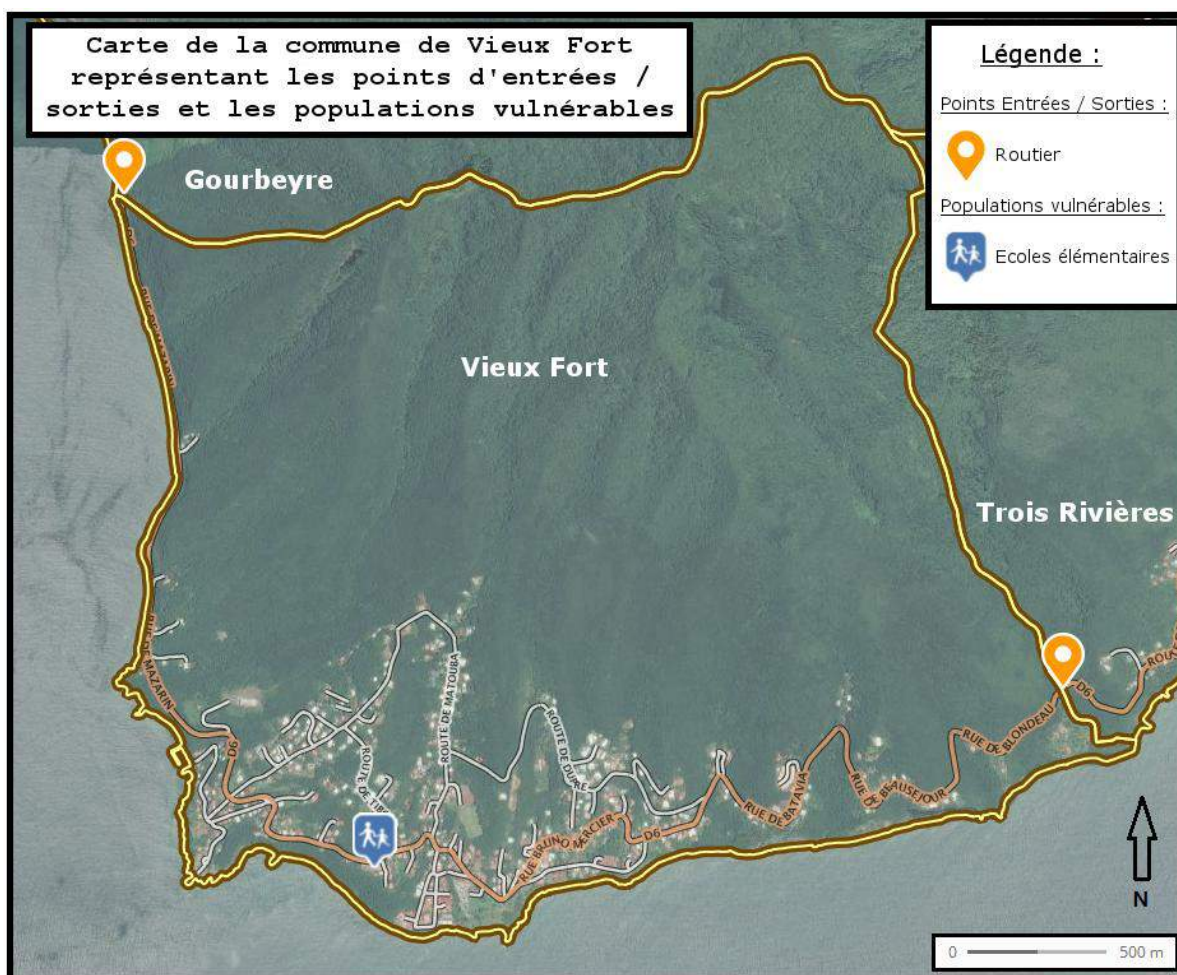 Carte de la commune de Vieux Fort
représentant les points d'entrées /
sorties et les populations vulnérables
Légende :
Points Entrées / Sorties :
Routier
Populations vulnérables :
Ecoles élémentaires
Gourbeyre
Vieux Fort
Trois Rivières
RUE DE MAZARIN
D6
ROUTE DE MATOUBA
ROUTE DE DUPRE
RUE BRUNO MERCIER
D6
RUE DE BATAVIA
RUE DE BEAUSEJOUR
RUE DE BLONDEAU
D6
N
0 500 m